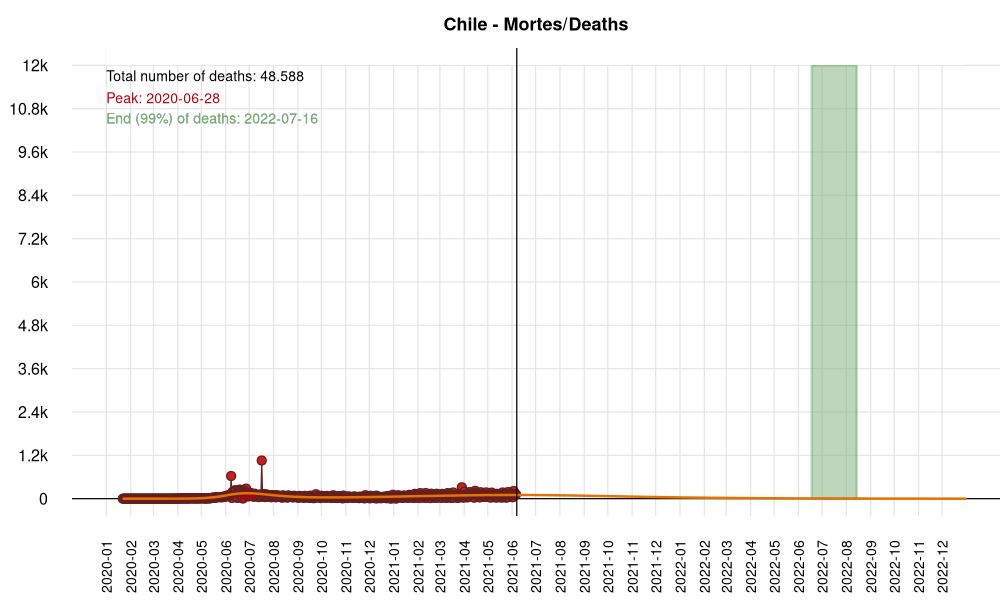 Chile - Mortes/Deaths
Total number of deaths: 48.588
Peak: 2020-06-28
End (99%) of deaths: 2022-07-16
12k
10.8k
9.6k
8.4k
7.2k
6k
4.8k
3.6k
2.4k
1.2k
0
2020-01
2020-02
2020-03
2020-04
2020-05
2020-06
2020-07
2020-08
2020-09
2020-10
2020-11
2020-12
2021-01
2021-02
2021-03
2021-04
2021-05
2021-06
2021-07
2021-08
2021-09
2021-10
2021-11
2021-12
2022-01
2022-02
2022-03
2022-04
2022-05
2022-06
2022-07
2022-08
2022-09
2022-10
2022-11
2022-12